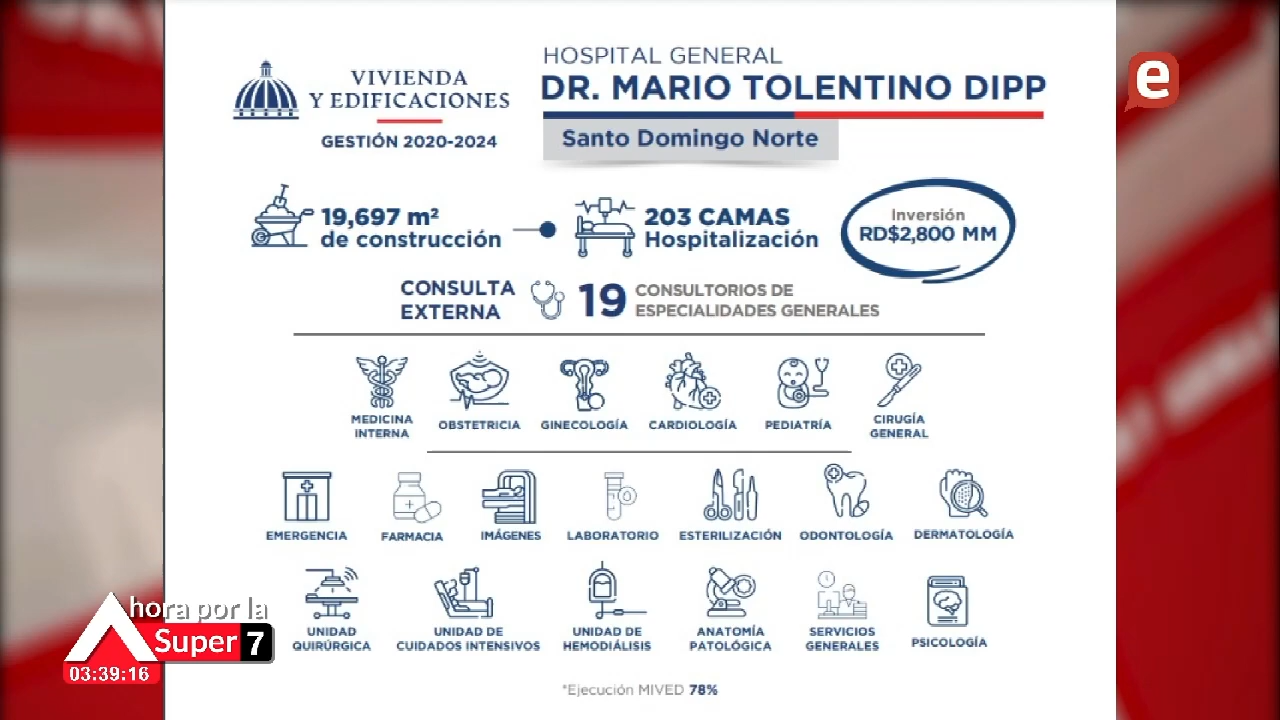 VIVIENDA
Y EDIFICACIONES
GESTIÓN 2020-2024
HOSPITAL GENERAL
DR. MARIO TOLENTINO DIPP
Santo Domingo Norte
e
19,697 m²
de construcción
203 CAMAS
Hospitalización
Inversión
RD$2,800 MM
CONSULTA
EXTERNA
19
CONSULTORIOS DE
ESPECIALIDADES GENERALES
MEDICINA
INTERNA
OBSTETRICIA
GINECOLOGÍA
CARDIOLOGÍA
PEDIATRÍA
CIRUGÍA
GENERAL
EMERGENCIA
FARMACIA
IMÁGENES
LABORATORIO
ESTERILIZACIÓN
ODONTOLOGÍA
DERMATOLOGÍA
UNIDAD
QUIRÚRGICA
UNIDAD DE
CUIDADOS INTENSIVOS
UNIDAD DE
HEMODIÁLISIS
ANATOMÍA
PATOLÓGICA
SERVICIOS
GENERALES
PSICOLOGÍA
*Ejecución MIVED 78%
Ahora por la
Super 7
03:39:16